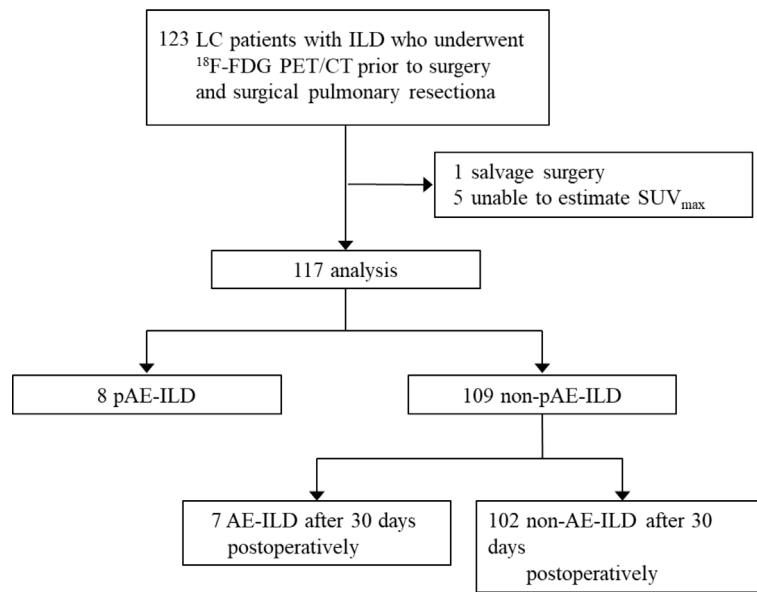 123 LC patients with ILD who underwent
¹⁸F-FDG PET/CT prior to surgery
and surgical pulmonary resectiona
1 salvage surgery
5 unable to estimate SUVₘₐₓ
117 analysis
8 pAE-ILD
109 non-pAE-ILD
7 AE-ILD after 30 days
postoperatively
102 non-AE-ILD after 30
days
postoperatively